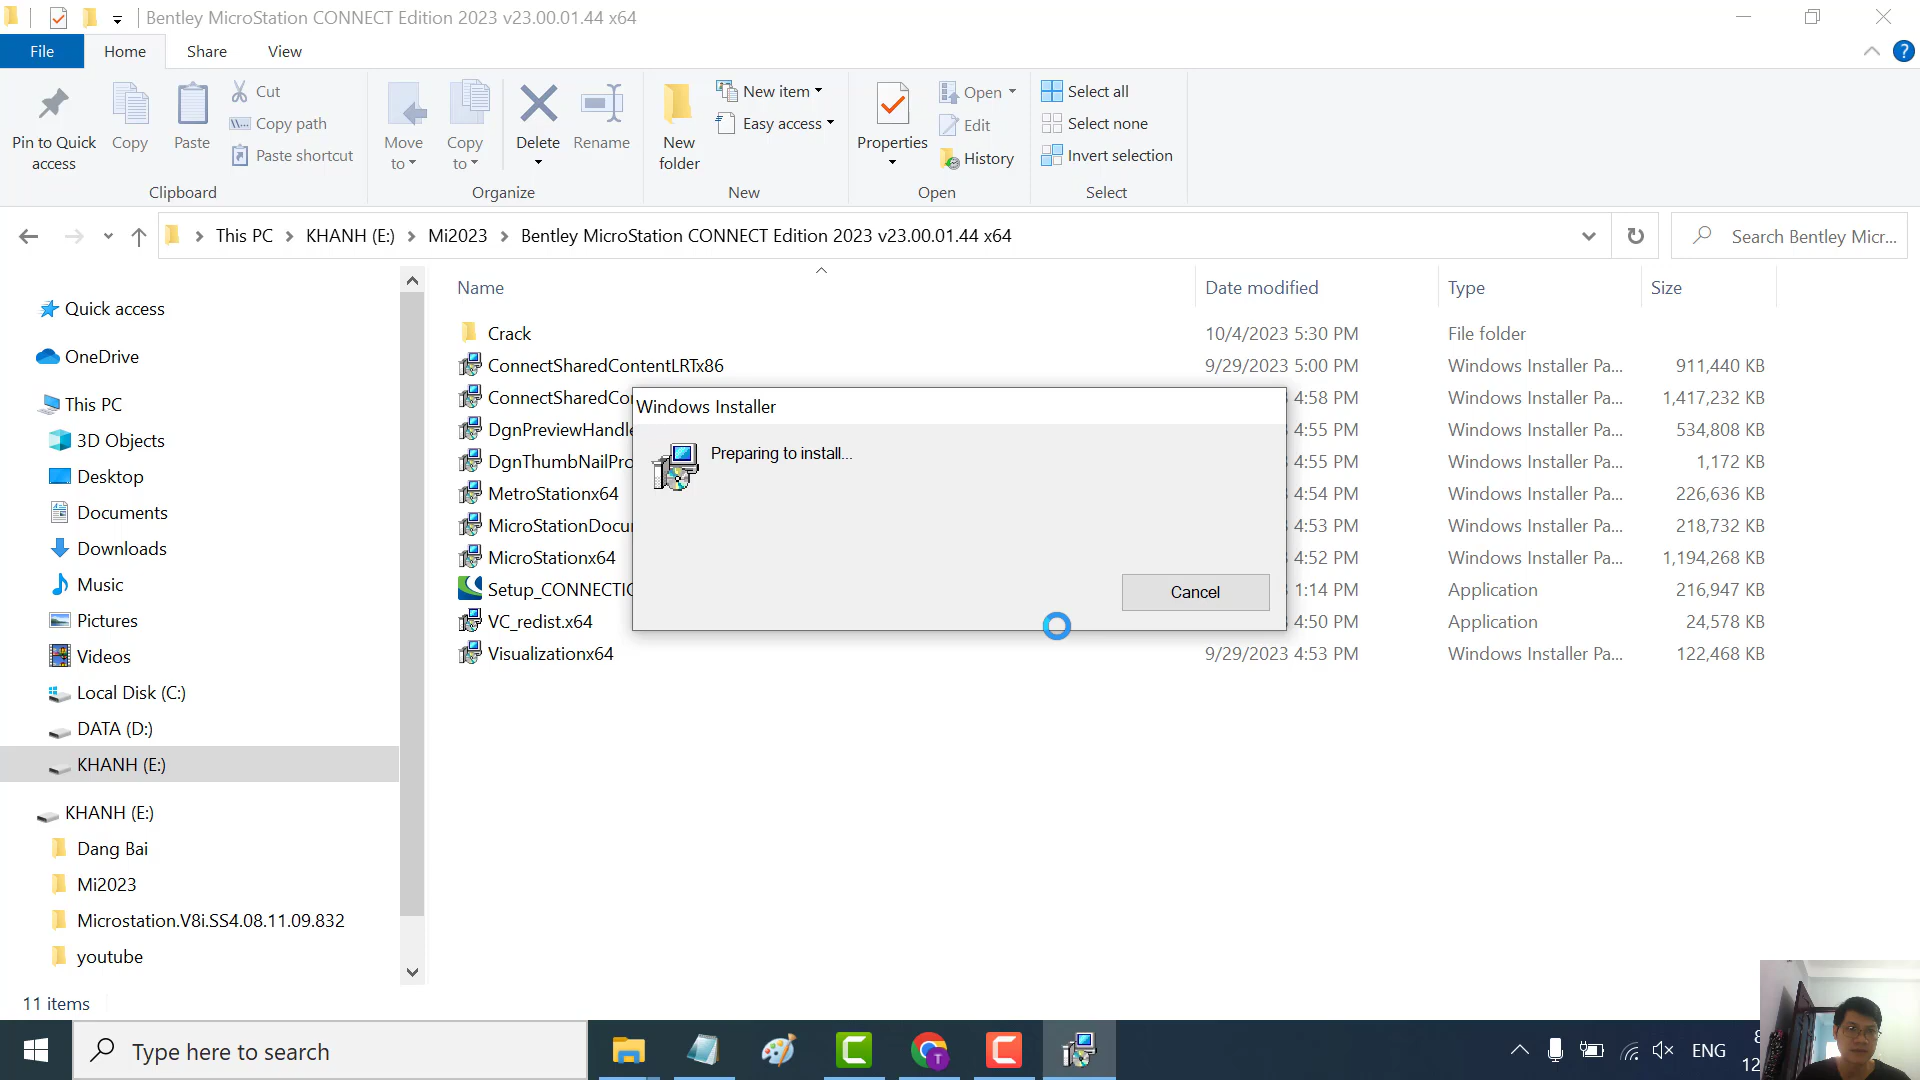 Bentley MicroStation CONNECT Edition 2023 v23.00.01.44 x64
File Home Share View
Pin to Quick access
Copy
Paste
Cut
Copy path
Paste shortcut
Clipboard
Move to
Copy to
Delete
Rename
Organize
New folder
New item
Easy access
New
Properties
Open
Edit
History
Open
Select all
Select none
Invert selection
Select
This PC KHANH (E:) Mi2023 Bentley MicroStation CONNECT Edition 2023 v23.00.01.44 x64
Search Bentley Micr...
Quick access
OneDrive
This PC
3D Objects
Desktop
Documents
Downloads
Music
Pictures
Videos
Local Disk (C:)
DATA (D:)
KHANH (E:)
KHANH (E:)
Dang Bai
Mi2023
Microstation.V8i.SS4.08.11.09.832
youtube
Name Date modified Type Size
Crack 10/4/2023 5:30 PM File folder
ConnectSharedContentLRTx86 9/29/2023 5:00 PM Windows Installer Pa... 911,440 KB
ConnectSharedCo 4:58 PM Windows Installer Pa... 1,417,232 KB
DgnPreviewHandle 4:55 PM Windows Installer Pa... 534,808 KB
DgnThumbNailPro 4:55 PM Windows Installer Pa... 1,172 KB
MetroStationx64 4:54 PM Windows Installer Pa... 226,636 KB
MicroStationDocu 4:53 PM Windows Installer Pa... 218,732 KB
MicroStationx64 4:52 PM Windows Installer Pa... 1,194,268 KB
Setup_CONNECTIO 1:14 PM Application 216,947 KB
VC_redist.x64 4:50 PM Application 24,578 KB
Visualizationx64 9/29/2023 4:53 PM Windows Installer Pa... 122,468 KB
Windows Installer
Preparing to install...
Cancel
11 items
Type here to search
ENG